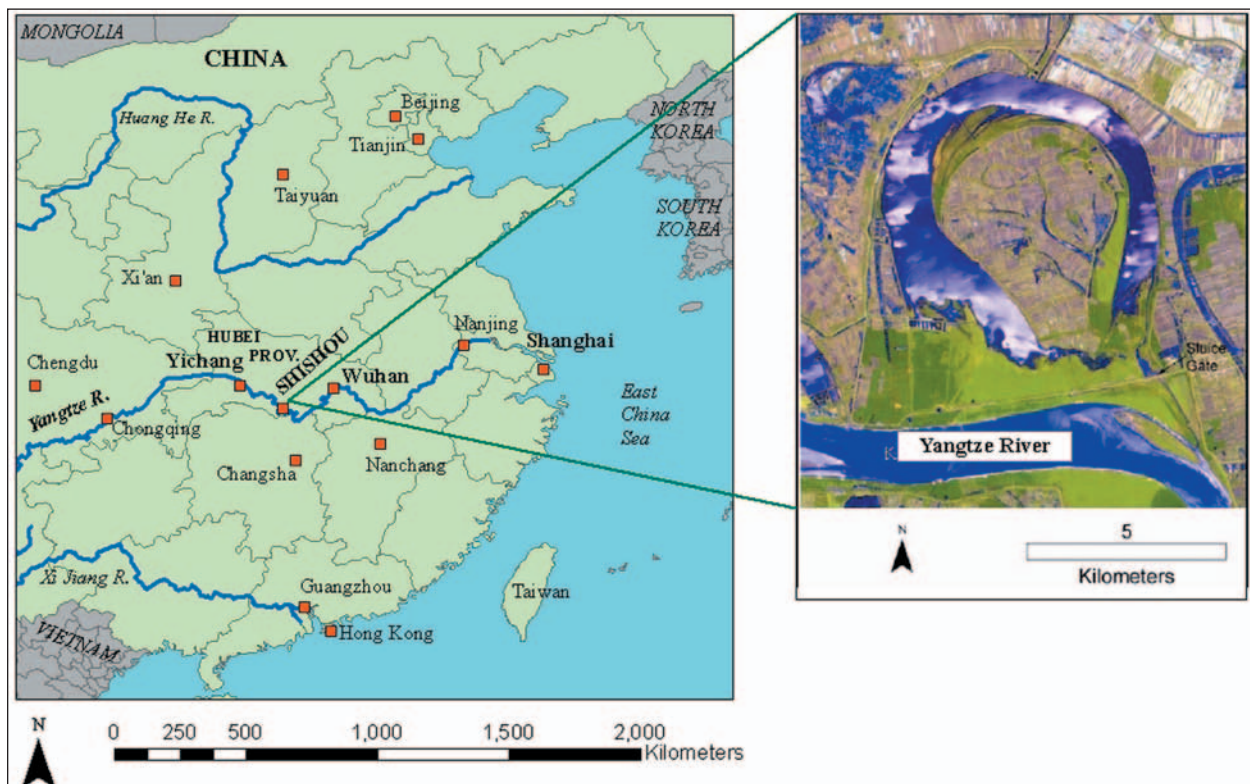 MONGOLIA
CHINA
Huang He R.
Beijing
Tianjin
Taiyuan
NORTH
KOREA
SOUTH
KOREA
Xi'an
HUBEI
PROV.
Yichang
SHISHOU
Wuhan
Nanjing
Shanghai
Chengdu
Yangtze R.
Chongqing
Changsha
Nanchang
East
China
Sea
Xi Jiang R.
Guangzhou
Hong Kong
Taiwan
VIETNAM
N
0 250 500 1,000 1,500 2,000
Kilometers
Sluice
Gate
Yangtze River
N
5
Kilometers